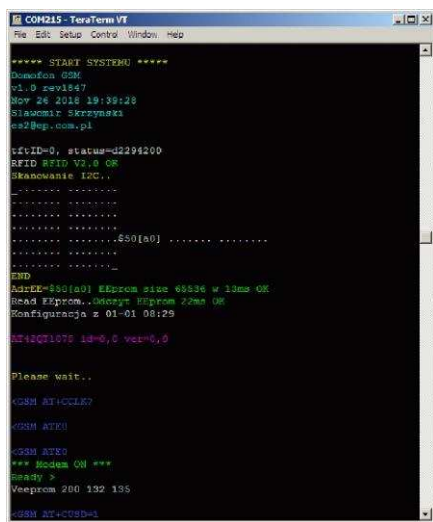 COM215 - TeraTerm VT
File Edit Setup Control Window Help
***** START SYSTEMU *****
Domofon GSM
v1.0 rev1847
Nov 26 2018 19:39:28
Slawomir Skrzynski
es2@ep.com.pl
tftID=0, status=d2294200
RFID RFID V2.0 OK
Skanowanie I2C..
_....... ........
........ ........
........ ........
........ ........
........ ........$50[a0] ....... ........
........ ........
........ ......._
END
AdrEE=$50[a0] EEprom size 65536 w 13ms OK
Read EEprom..Odczyt EEprom 22ms OK
Konfiguracja z 01-01 08:29
AT42QT1070 id=0,0 ver=0,0
Please wait..
<GSM AT+CCLK?
<GSM ATE0
<GSM ATE0
*** Modem ON ***
Ready >
Veeprom 200 132 135
<GSM AT+CUSD=1